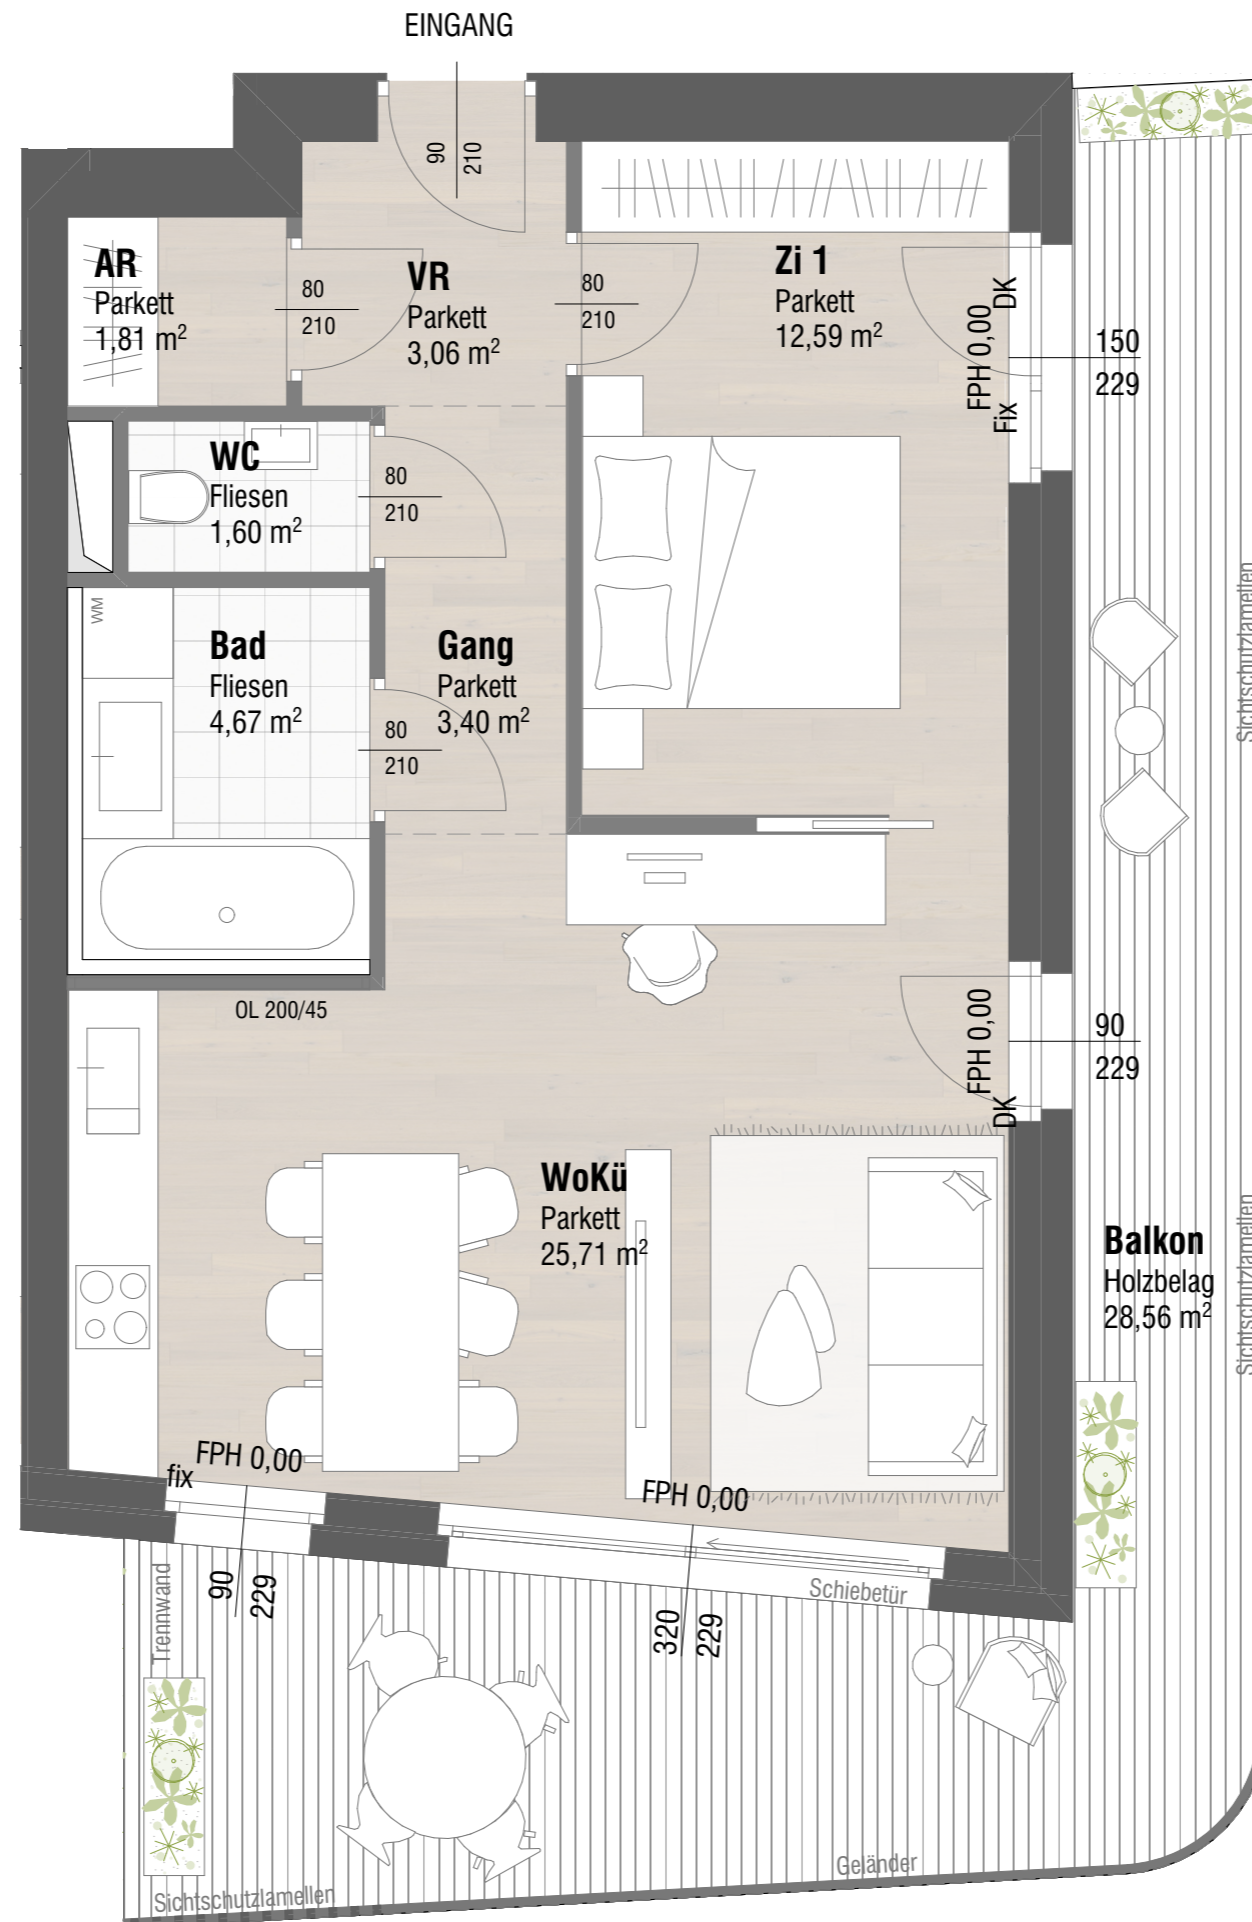 EINGANG
90
210
AR
Parkett
1,81 m²
80
210
VR
Parkett
3,06 m²
80
210
Zi 1
Parkett
12,59 m²
FPH 0,00
DK
Fix
150
229
WC
Fliesen
1,60 m²
80
210
WM
Bad
Fliesen
4,67 m²
Gang
Parkett
3,40 m²
80
210
Sichtschutzlamellen
OL 200/45
FPH 0,00
DK
90
229
WoKü
Parkett
25,71 m²
Balkon
Holzbelag
28,56 m²
Sichtschutzlamellen
fix
FPH 0,00
FPH 0,00
Trennwand
90
229
320
229
Schiebetür
Geländer
Sichtschutzlamellen